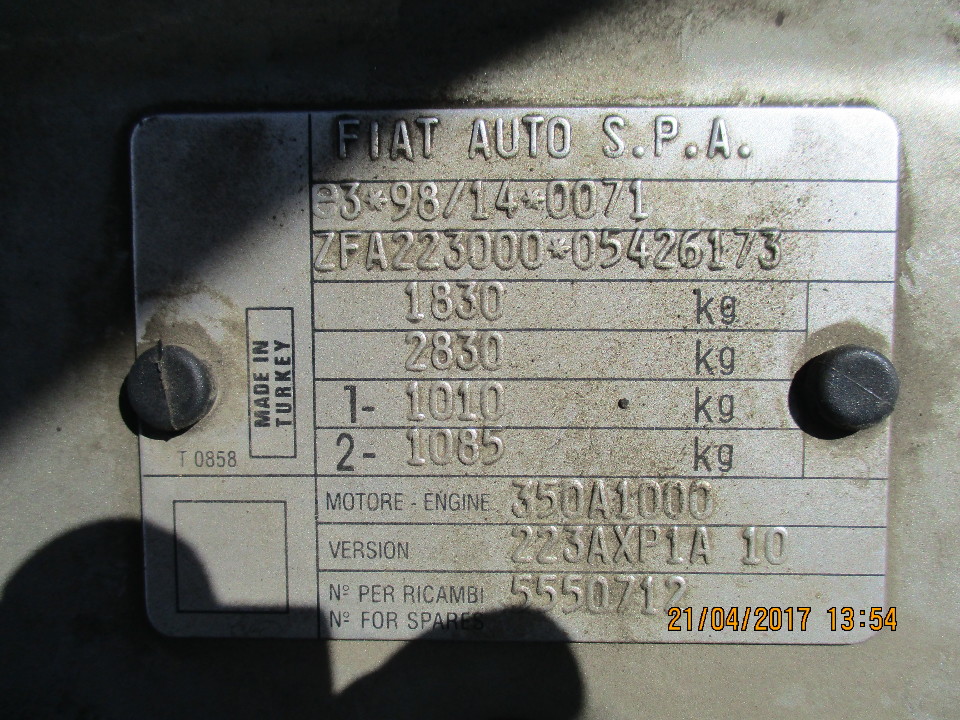 FIAT AUTO S.P.A.
e3*98/14*0071
ZFA223000*05426173
1830 kg
2830 kg
1- 1010 kg
2- 1085 kg
MADE IN
TURKEY
T 0858
MOTORE - ENGINE 350A1000
VERSION 223AXP1A 10
Nº PER RICAMBI 5550712
Nº FOR SPARES
21/04/2017 13:54